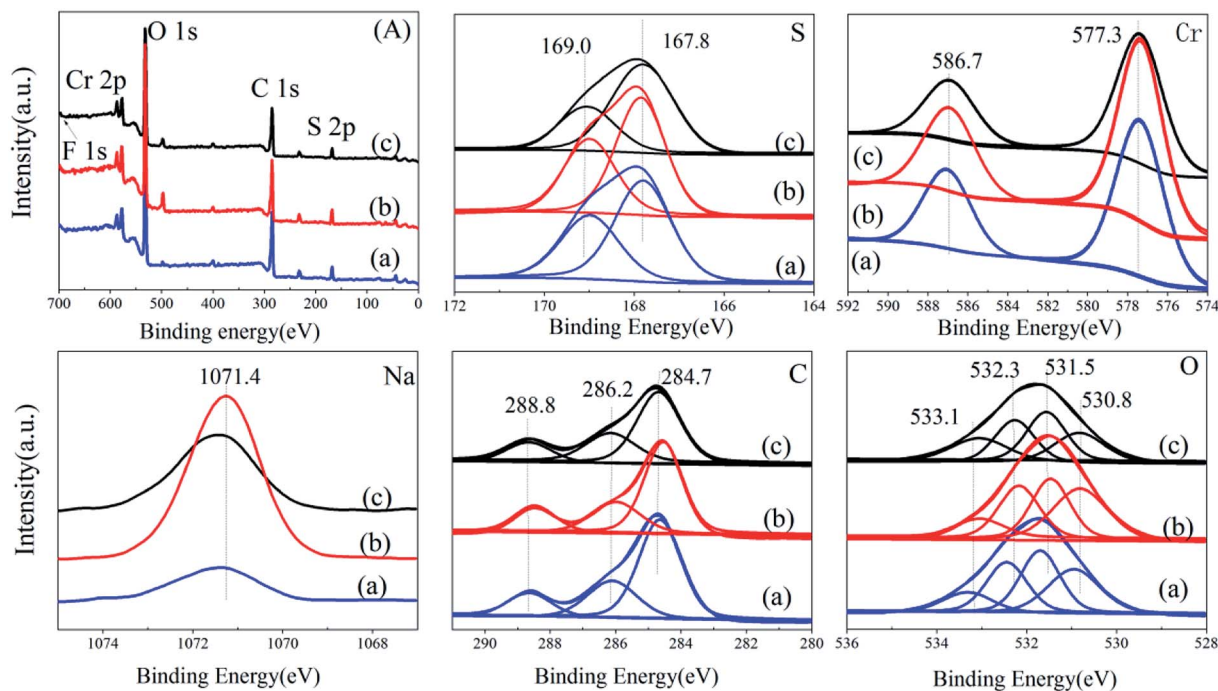 (A)
O 1s
Cr 2p
C 1s
S 2p
F 1s
(c)
(b)
(a)
Intensity(a.u.)
700 600 500 400 300 200 100 0
Binding energy(eV)
S
169.0 167.8
(c)
(b)
(a)
172 170 168 166 164
Binding Energy(eV)
Cr
577.3
586.7
(c)
(b)
(a)
592 590 588 586 584 582 580 578 576 574
Binding Energy(eV)
Na
1071.4
(c)
(b)
(a)
Intensity(a.u.)
1074 1072 1070 1068
Binding Energy(eV)
C
288.8 286.2 284.7
(c)
(b)
(a)
290 288 286 284 282 280
Binding Energy(eV)
O
533.1 532.3 531.5 530.8
(c)
(b)
(a)
536 534 532 530 528
Binding Energy(eV)